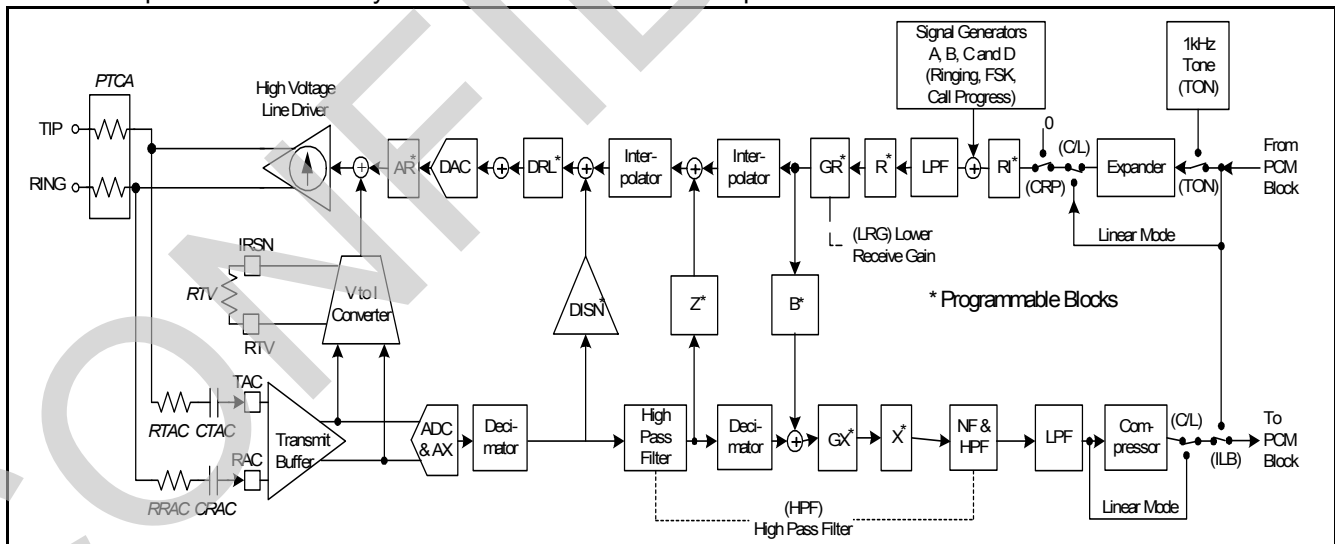 Signal Generators
A, B, C and D
(Ringing, FSK,
Call Progress)
1kHz
Tone
(TON)
PTCA
High Voltage
Line Driver
TIP
RING
AR*
DAC
DRL*
Inter-
polator
Inter-
polator
GR*
R*
LPF
RI*
0
(CRP)
(C/L)
Expander
(TON)
From
PCM
Block
Linear Mode
(LRG) Lower
Receive Gain
IRSN
RTV
RTV
V to I
Converter
DISN*
Z*
B*
* Programmable Blocks
TAC
RTAC CTAC
RAC
RRAC CRAC
Transmit
Buffer
ADC
& AX
Deci-
mator
High
Pass
Filter
Deci-
mator
GX*
X*
NF &
HPF
LPF
Com-
pressor
(C/L)
(ILB)
To
PCM
Block
Linear Mode
(HPF)
High Pass Filter